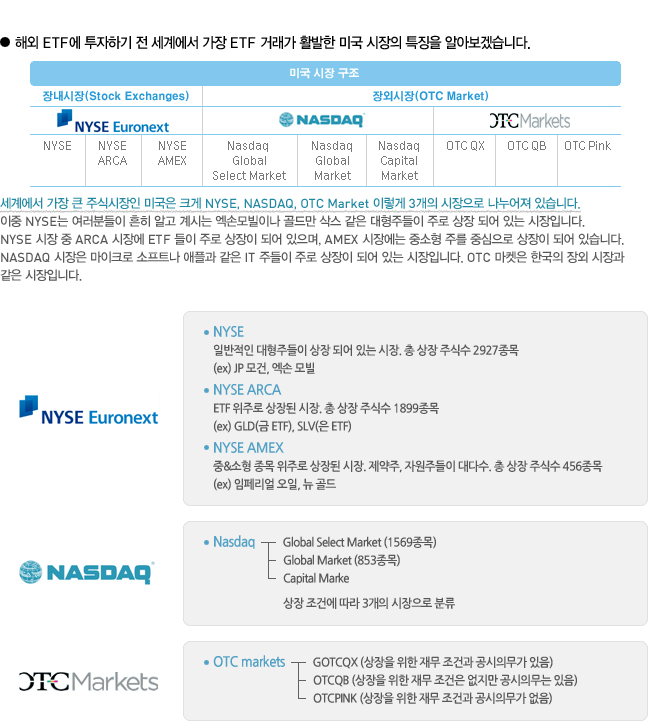 ● 해외 ETF에 투자하기 전 세계에서 가장 ETF 거래가 활발한 미국 시장의 특징을 알아보겠습니다.
미국 시장 구조
장내시장(Stock Exchanges) 장외시장(OTC Market)
NYSE Euronext NASDAQ OTC Markets
NYSE NYSE NYSE Nasdaq Nasdaq Nasdaq OTC QX OTC QB OTC Pink
ARCA AMEX Global Global Capital
Select Market Market Market
세계에서 가장 큰 주식시장인 미국은 크게 NYSE, NASDAQ, OTC Market 이렇게 3개의 시장으로 나누어져 있습니다.
이중 NYSE는 여러분들이 흔히 알고 계시는 엑손모빌이나 골드만 삭스 같은 대형주들이 주로 상장 되어 있는 시장입니다.
NYSE 시장 중 ARCA 시장에 ETF 들이 주로 상장이 되어 있으며, AMEX 시장에는 중소형 주를 중심으로 상장이 되어 있습니다.
NASDAQ 시장은 마이크로 소프트나 애플과 같은 IT 주들이 주로 상장이 되어 있는 시장입니다. OTC 마켓은 한국의 장외 시장과
같은 시장입니다.
NYSE Euronext
• NYSE
일반적인 대형주들이 상장 되어 있는 시장. 총 상장 주식수 2927종목
(ex) JP 모건, 엑손 모빌
• NYSE ARCA
ETF 위주로 상장된 시장. 총 상장 주식수 1899종목
(ex) GLD(금 ETF), SLV(은 ETF)
• NYSE AMEX
중&소형 종목 위주로 상장된 시장. 제약주, 자원주들이 대다수. 총 상장 주식수 456종목
(ex) 임페리얼 오일, 뉴 골드
NASDAQ
• Nasdaq Global Select Market (1569종목)
Global Market (853종목)
Capital Marke
상장 조건에 따라 3개의 시장으로 분류
OTC Markets
• OTC markets GOTCQX (상장을 위한 재무 조건과 공시의무가 있음)
OTCQB (상장을 위한 재무 조건은 없지만 공시의무는 있음)
OTCPINK (상장을 위한 재무 조건과 공시의무가 없음)